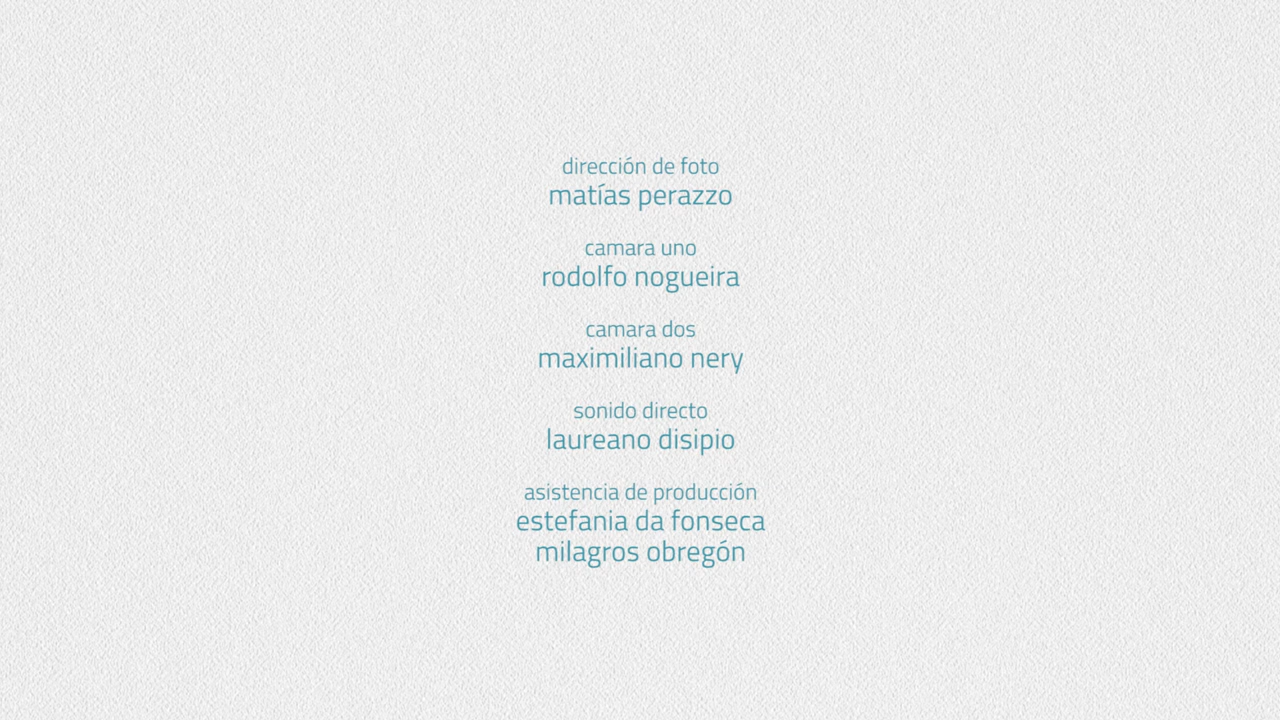 dirección de foto
matías perazzo
camara uno
rodolfo nogueira
camara dos
maximiliano nery
sonido directo
laureano disipio
asistencia de producción
estefania da fonseca
milagros obregón